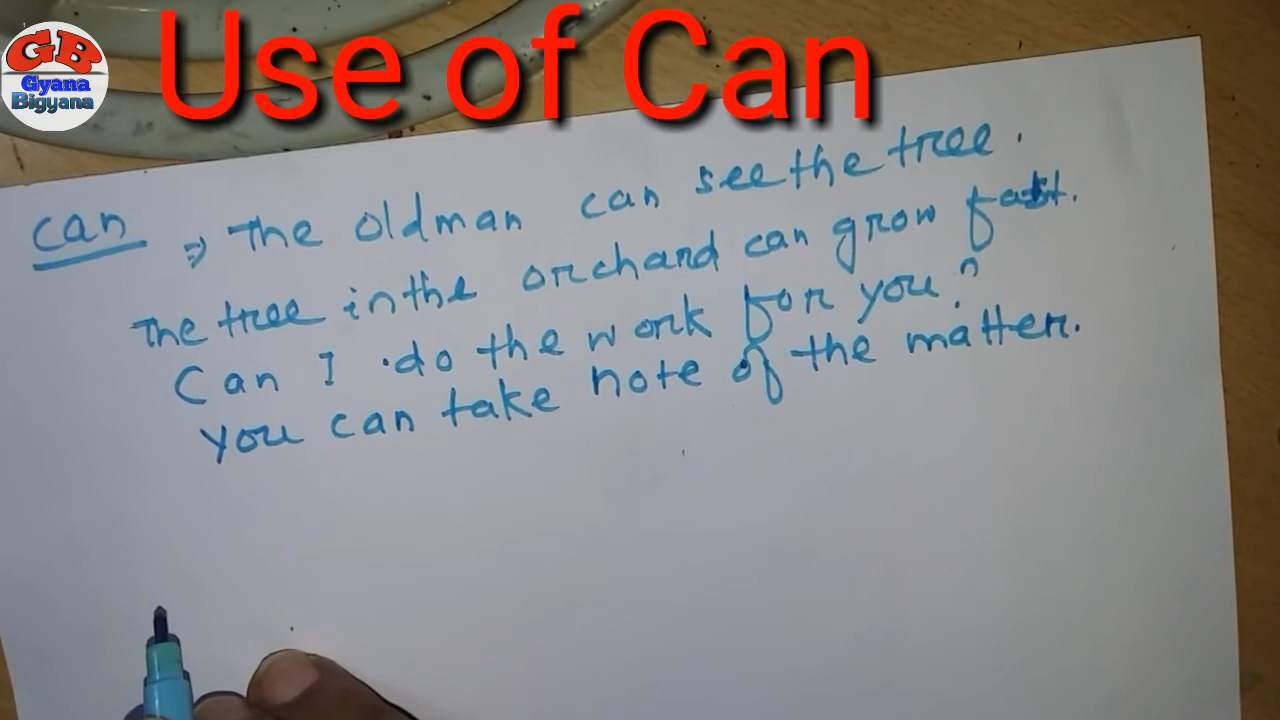 GB
Gyana
Bigyana
Use of Can
can ⇒ The oldman can see the tree.
The tree in the orchard can grow fast.
Can I do the work for you?
you can take note of the matter.